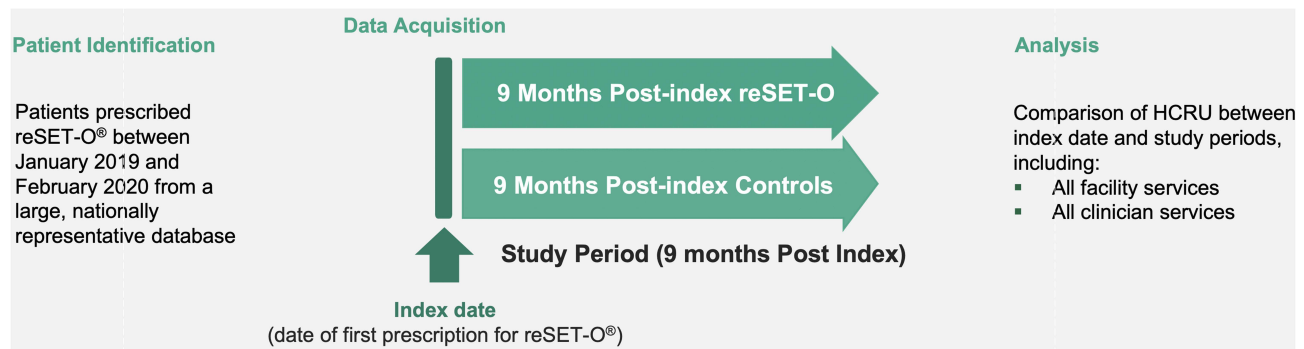 Patient Identification
Patients prescribed
reSET-O® between
January 2019 and
February 2020 from a
large, nationally
representative database
Data Acquisition
9 Months Post-index reSET-O
9 Months Post-index Controls
Study Period (9 months Post Index)
Index date
(date of first prescription for reSET-O®)
Analysis
Comparison of HCRU between
index date and study periods,
including:
▪ All facility services
▪ All clinician services